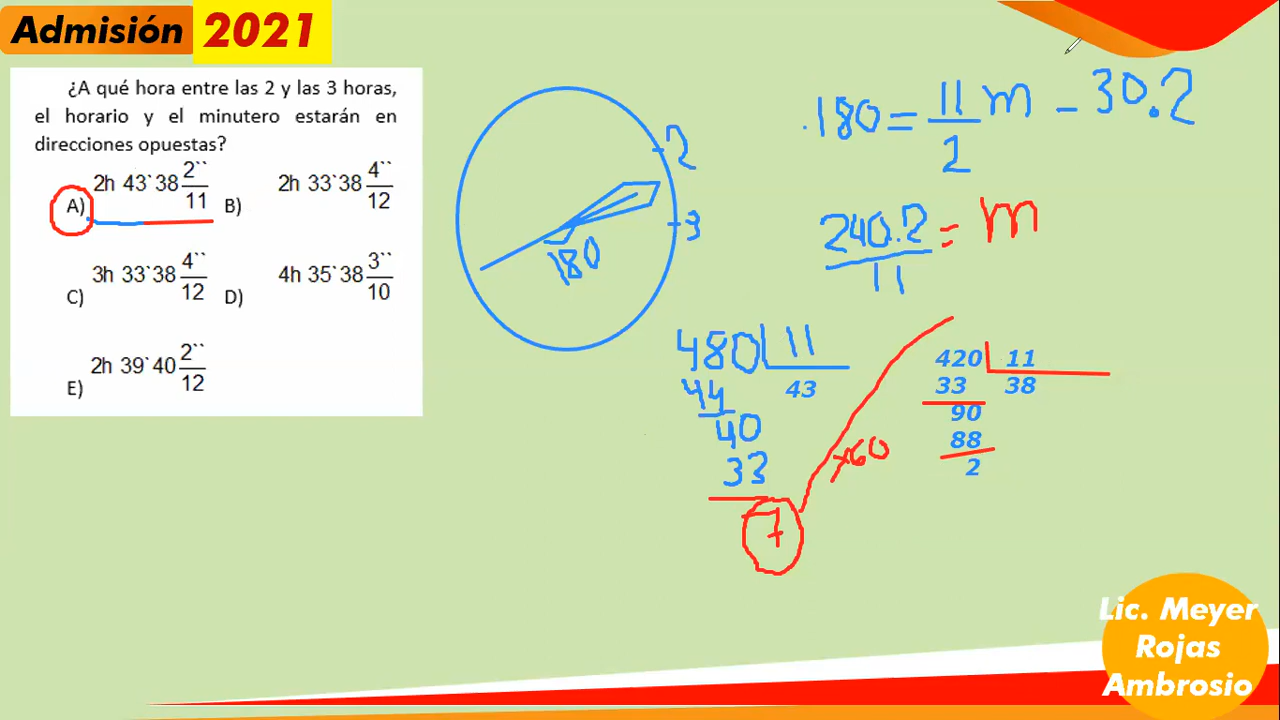 Admisión 2021
¿A qué hora entre las 2 y las 3 horas,
el horario y el minutero estarán en
direcciones opuestas?
A) 2h 43`38 2``/11 B) 2h 33`38 4``/12
C) 3h 33`38 4``/12 D) 4h 35`38 3``/10
E) 2h 39`40 2``/12
2
3
180
.180 = 11/2 m - 30.2
240.2/11 = m
480 11
44 43
40
33
7
x60
420 11
33 38
90
88
2
Lic. Meyer
Rojas
Ambrosio